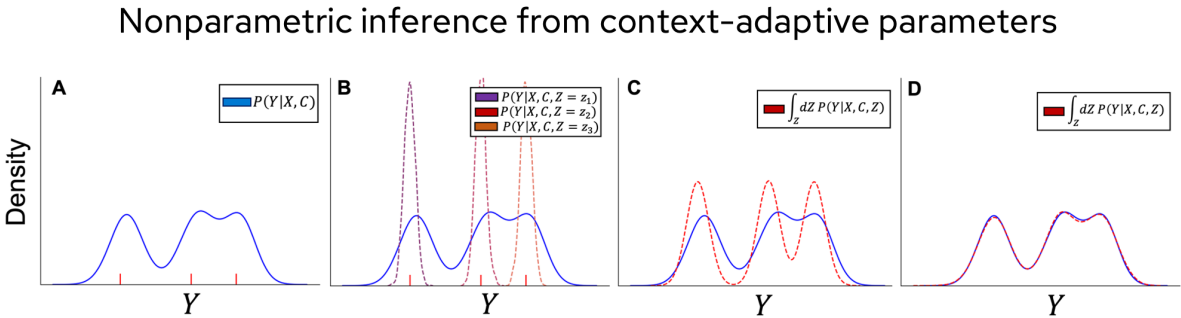 Nonparametric inference from context-adaptive parameters
A
P(Y|X, C)
B
P(Y|X, C, Z = z₁)
P(Y|X, C, Z = z₂)
P(Y|X, C, Z = z₃)
C
∫_Z dZ P(Y|X, C, Z)
D
∫_Z dZ P(Y|X, C, Z)
Density
Y
Y
Y
Y